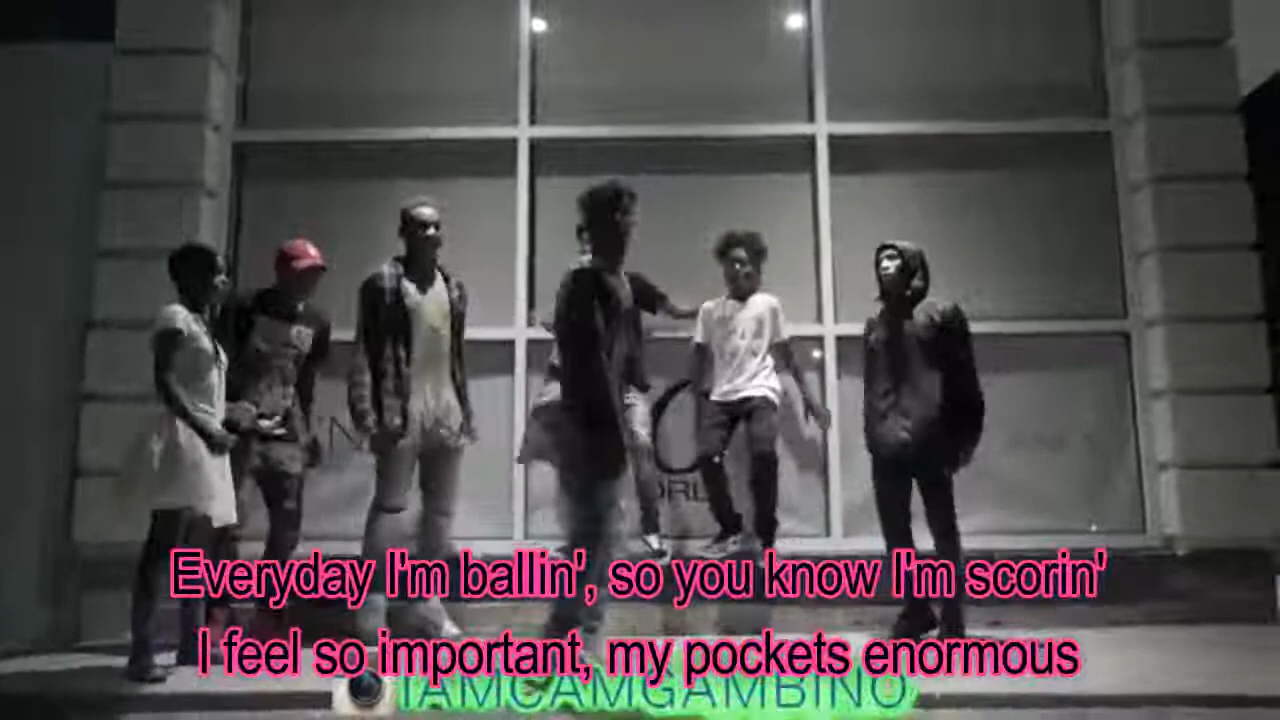 Everyday I'm ballin', so you know I'm scorin'
I feel so important, my pockets enormous
IAMCAMGAMBINO